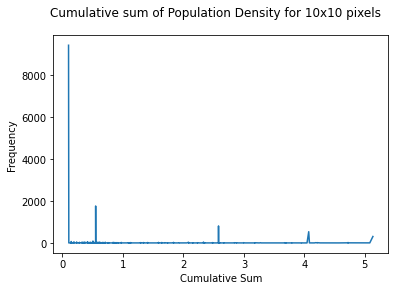 Cumulative sum of Population Density for 10x10 pixels
8000
6000
4000
2000
0
Frequency
0 1 2 3 4 5
Cumulative Sum